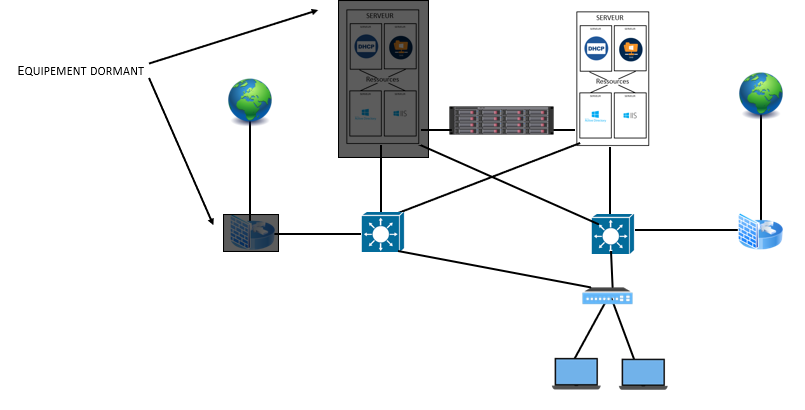 SERVEUR
DHCP
Ressources
IIS
SERVEUR
DHCP
Ressources
IIS
EQUIPEMENT DORMANT